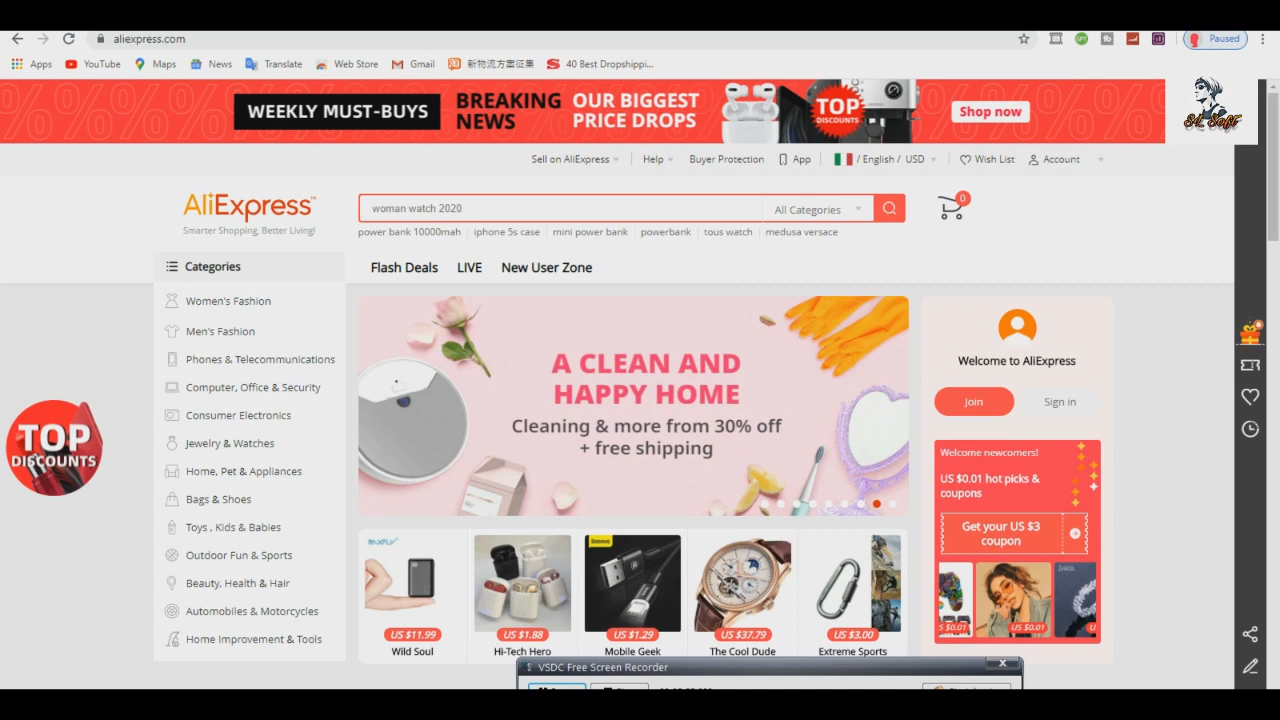 aliexpress.com
Paused
Apps YouTube Maps News Translate Web Store Gmail 新物流方案征集 40 Best Dropshippi...
WEEKLY MUST-BUYS BREAKING NEWS OUR BIGGEST PRICE DROPS TOP DISCOUNTS Shop now
Sell on AliExpress Help Buyer Protection App / English / USD Wish List Account
AliExpress™
Smarter Shopping, Better Living!
woman watch 2020 All Categories
0
power bank 10000mah iphone 5s case mini power bank powerbank tous watch medusa versace
Categories
Flash Deals LIVE New User Zone
Women's Fashion
Men's Fashion
Phones & Telecommunications
Computer, Office & Security
Consumer Electronics
Jewelry & Watches
Home, Pet & Appliances
Bags & Shoes
Toys , Kids & Babies
Outdoor Fun & Sports
Beauty, Health & Hair
Automobiles & Motorcycles
Home Improvement & Tools
TOP
DISCOUNTS
A CLEAN AND
HAPPY HOME
Cleaning & more from 30% off
+ free shipping
Welcome to AliExpress
Join Sign in
Welcome newcomers!
US $0.01 hot picks &
coupons
Get your US $3
coupon
S $0.01 US $0.01 U
Baseus
US $11.99 US $1.88 US $1.29 US $37.79 US $3.00
Wild Soul Hi-Tech Hero Mobile Geek The Cool Dude Extreme Sports
VSDC Free Screen Recorder